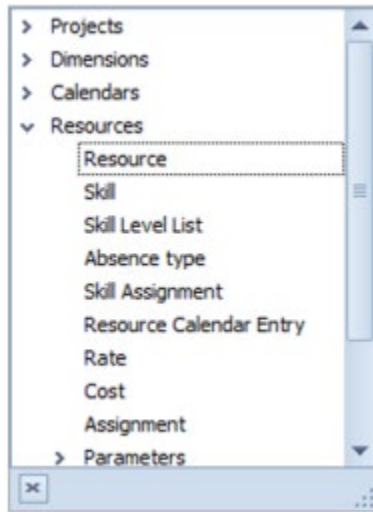 Projects
Dimensions
Calendars
Resources
Resource
Skill
Skill Level List
Absence type
Skill Assignment
Resource Calendar Entry
Rate
Cost
Assignment
Parameters